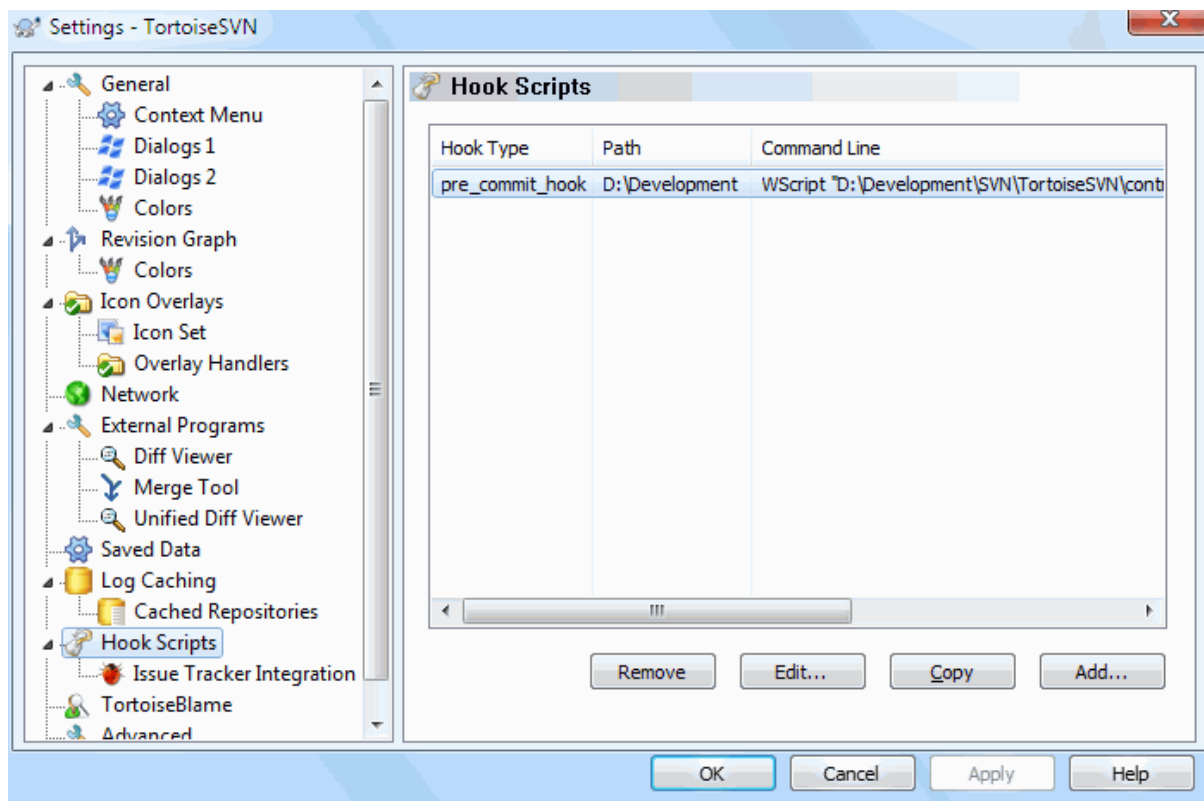 Settings - TortoiseSVN
General
Context Menu
Dialogs 1
Dialogs 2
Colors
Revision Graph
Colors
Icon Overlays
Icon Set
Overlay Handlers
Network
External Programs
Diff Viewer
Merge Tool
Unified Diff Viewer
Saved Data
Log Caching
Cached Repositories
Hook Scripts
Issue Tracker Integration
TortoiseBlame
Advanced
Hook Scripts
Hook Type Path Command Line
pre_commit_hook D:\Development WScript "D:\Development\SVN\TortoiseSVN\contr
Remove Edit... Copy Add...
OK Cancel Apply Help